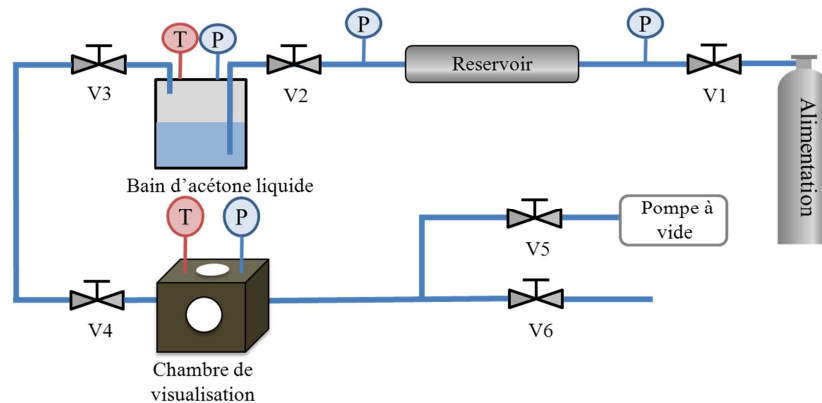 T
P
P
P
Reservoir
V3
V2
V1
Alimentation
Bain d'acétone liquide
T
P
Pompe à
vide
V5
V4
V6
Chambre de
visualisation